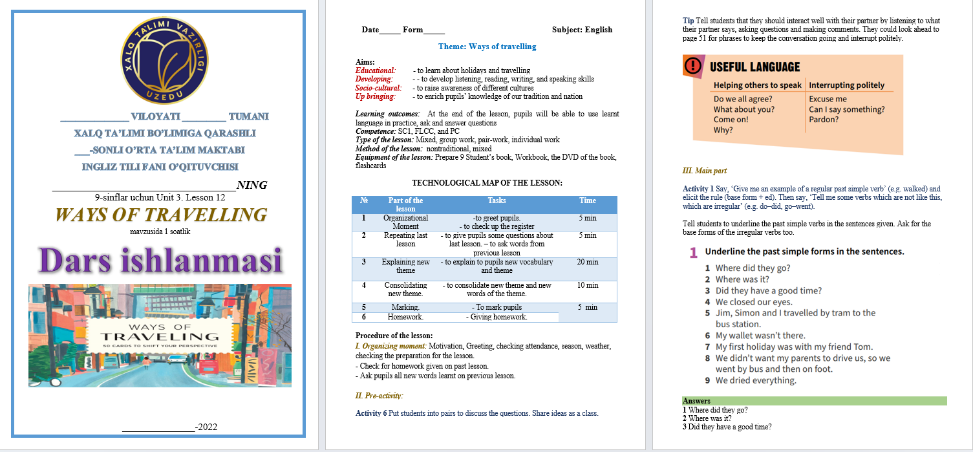 XALQ TALIMI VAZIRLIGI
UZEDU
____________ VILOYATI ________ TUMANI
XALQ TA'LIMI BO'LIMIGA QARASHLI
___-SONLI O'RTA TA'LIM MAKTABI
INGLIZ TILI FANI O'QITUVCHISI
______________________________NING
9-sinflar uchun Unit 3. Lesson 12
WAYS OF TRAVELLING
mavzusida 1 soatlik
Dars ishlanmasi
WAYS OF
TRAVELING
50 CARDS TO SHIFT YOUR PERSPECTIVE
________________-2022
Date_____ Form_____ Subject: English
Theme: Ways of travelling
Aims:
Educational: - to learn about holidays and travelling
Developing: - - to develop listening, reading, writing, and speaking skills
Socio-cultural: - to raise awareness of different cultures
Up bringing: - to enrich pupils' knowledge of our tradition and nation
Learning outcomes: At the end of the lesson, pupils will be able to use learnt
language in practice, ask and answer questions
Competence: SC1, FLCC, and PC
Type of the lesson: Mixed, group work, pair-work, individual work
Method of the lesson: nontraditional, mixed
Equipment of the lesson: Prepare 9 Student's book, Workbook, the DVD of the book,
flashcards
TECHNOLOGICAL MAP OF THE LESSON:
№ Part of the lesson Tasks Time
1 Organizational Moment -to greet pupils. - to check up the register 5 min
2 Repeating last lesson - to give pupils some questions about last lesson. – to ask words from previous lesson 5 min
3 Explaining new theme - to explain to pupils new vocabulary and theme 20 min
4 Consolidating new theme. - to consolidate new theme and new words of the theme. 10 min
5 Marking. - To mark pupils 5 min
6 Homework. - Giving homework.
Procedure of the lesson:
I. Organizing moment: Motivation, Greeting, checking attendance, season, weather,
checking the preparation for the lesson.
- Check for homework given on past lesson.
- Ask pupils all new words learnt on previous lesson.
II. Pre-activity:
Activity 6 Put students into pairs to discuss the questions. Share ideas as a class.
Tip Tell students that they should interact well with their partner by listening to what
their partner says, asking questions and making comments. They could look ahead to
page 51 for phrases to keep the conversation going and interrupt politely.
USEFUL LANGUAGE
Helping others to speak Interrupting politely
Do we all agree? Excuse me
What about you? Can I say something?
Come on! Pardon?
Why?
III. Main part
Activity 1 Say, 'Give me an example of a regular past simple verb' (e.g. walked) and
elicit the rule (base form + ed). Then say, 'Tell me some verbs which are not like this,
which are irregular' (e.g. do–did, go–went).
Tell students to underline the past simple verbs in the sentences given. Ask for the
base forms of the irregular verbs too.
1 Underline the past simple forms in the sentences.
1 Where did they go?
2 Where was it?
3 Did they have a good time?
4 We closed our eyes.
5 Jim, Simon and I travelled by tram to the
bus station.
6 My wallet wasn't there.
7 My first holiday was with my friend Tom.
8 We didn't want my parents to drive us, so we
went by bus and then on foot.
9 We dried everything.
Answers
1 Where did they go?
2 Where was it?
3 Did they have a good time?